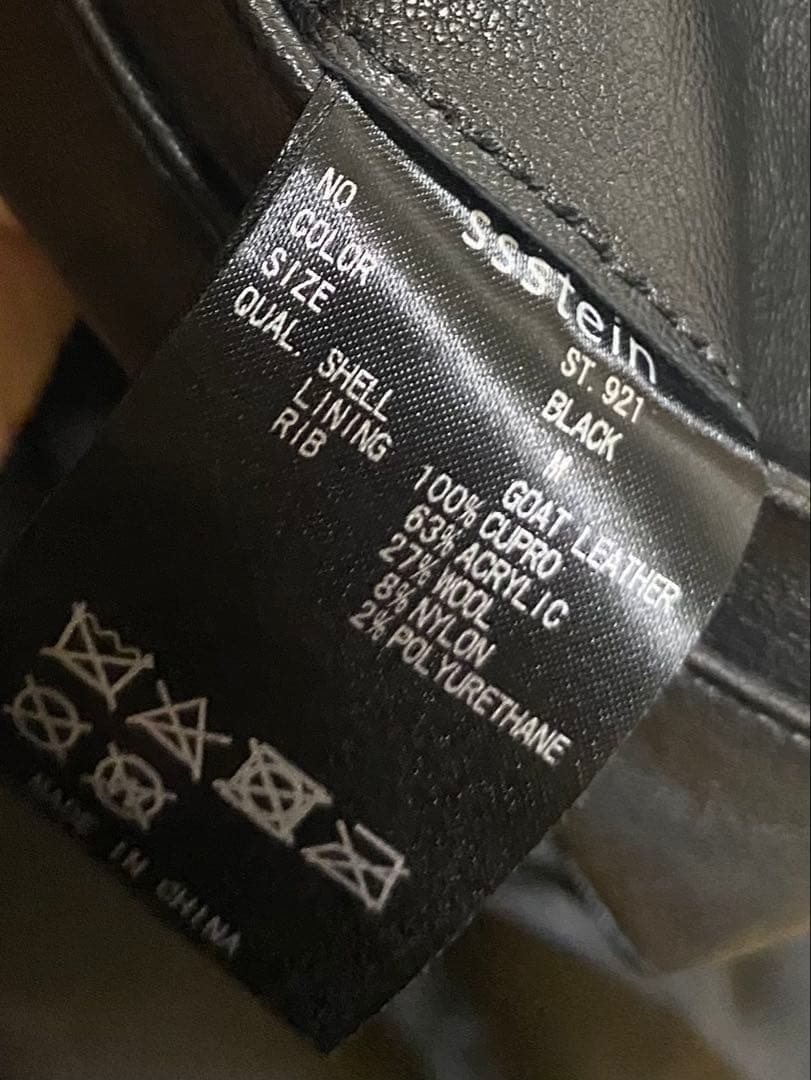 ssstein
NO ST. 921
COLOR BLACK
SIZE M
QUAL. SHELL GOAT LEATHER
LINING 100% CUPRO
RIB 63% ACRYLIC
27% WOOL
8% NYLON
2% POLYURETHANE
MADE IN CHINA